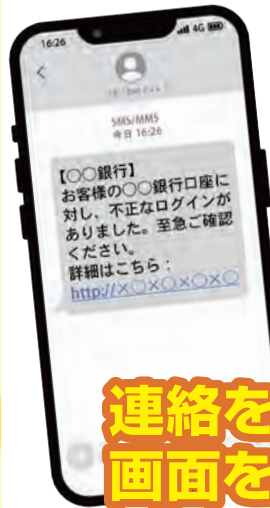 16:26
4G
SMS/MMS
今日 16:26
【○○銀行】
お客様の○○銀行口座に
対し、不正なログインが
ありました。至急ご確認
ください。
詳細はこちら：
http://×○×○×○×○
連絡を
画面を